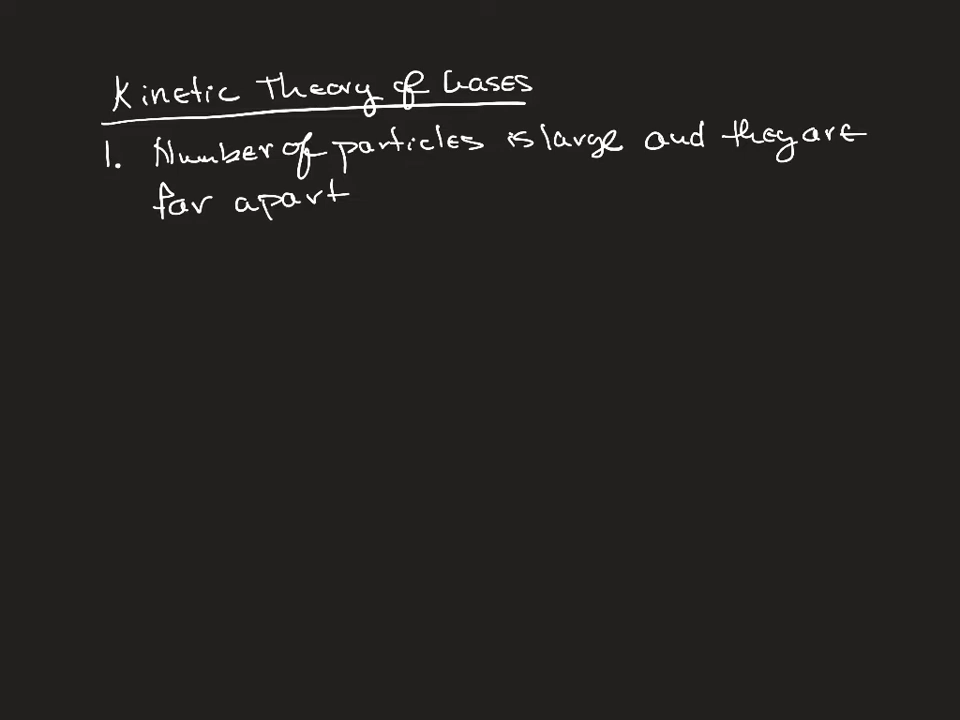 Kinetic Theory of Gases
1. Number of particles is large and they are
far apart